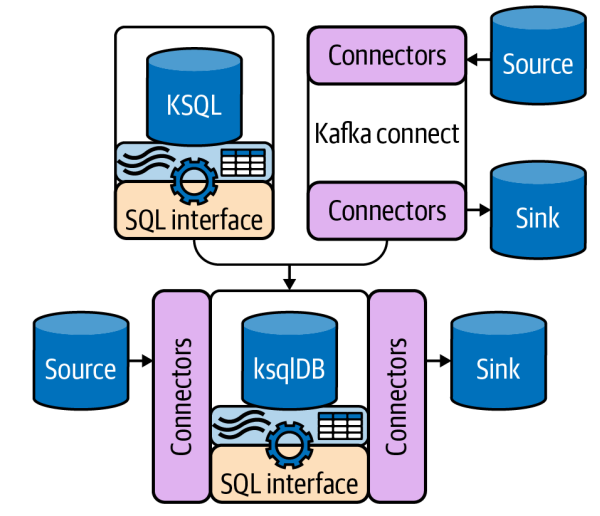 KSQL
SQL interface
Connectors
Kafka connect
Connectors
Source
Sink
Source
Connectors
ksqlDB
SQL interface
Connectors
Sink